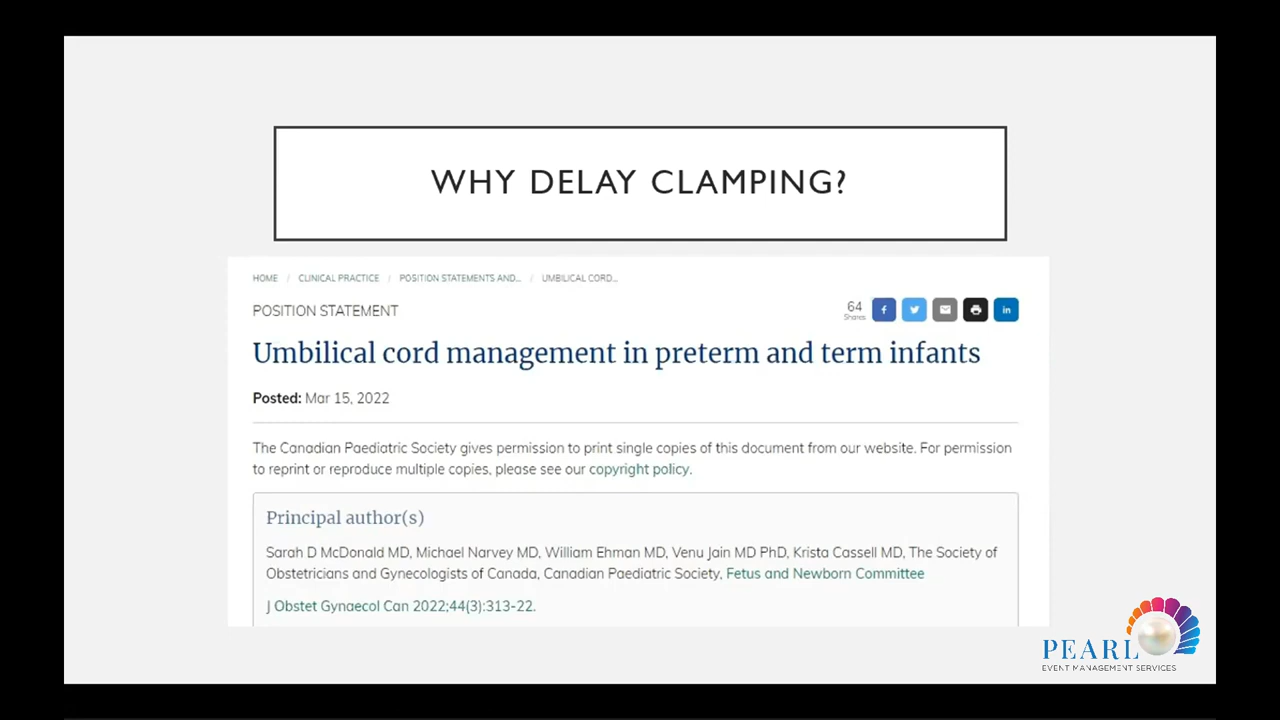 WHY DELAY CLAMPING?
HOME / CLINICAL PRACTICE / POSITION STATEMENTS AND... / UMBILICAL CORD...
POSITION STATEMENT
64
Shares
f
in
Umbilical cord management in preterm and term infants
Posted: Mar 15, 2022
The Canadian Paediatric Society gives permission to print single copies of this document from our website. For permission
to reprint or reproduce multiple copies, please see our copyright policy.
Principal author(s)
Sarah D McDonald MD, Michael Narvey MD, William Ehman MD, Venu Jain MD PhD, Krista Cassell MD, The Society of
Obstetricians and Gynecologists of Canada, Canadian Paediatric Society, Fetus and Newborn Committee
J Obstet Gynaecol Can 2022;44(3):313-22.
PEARL
EVENT MANAGEMENT SERVICES